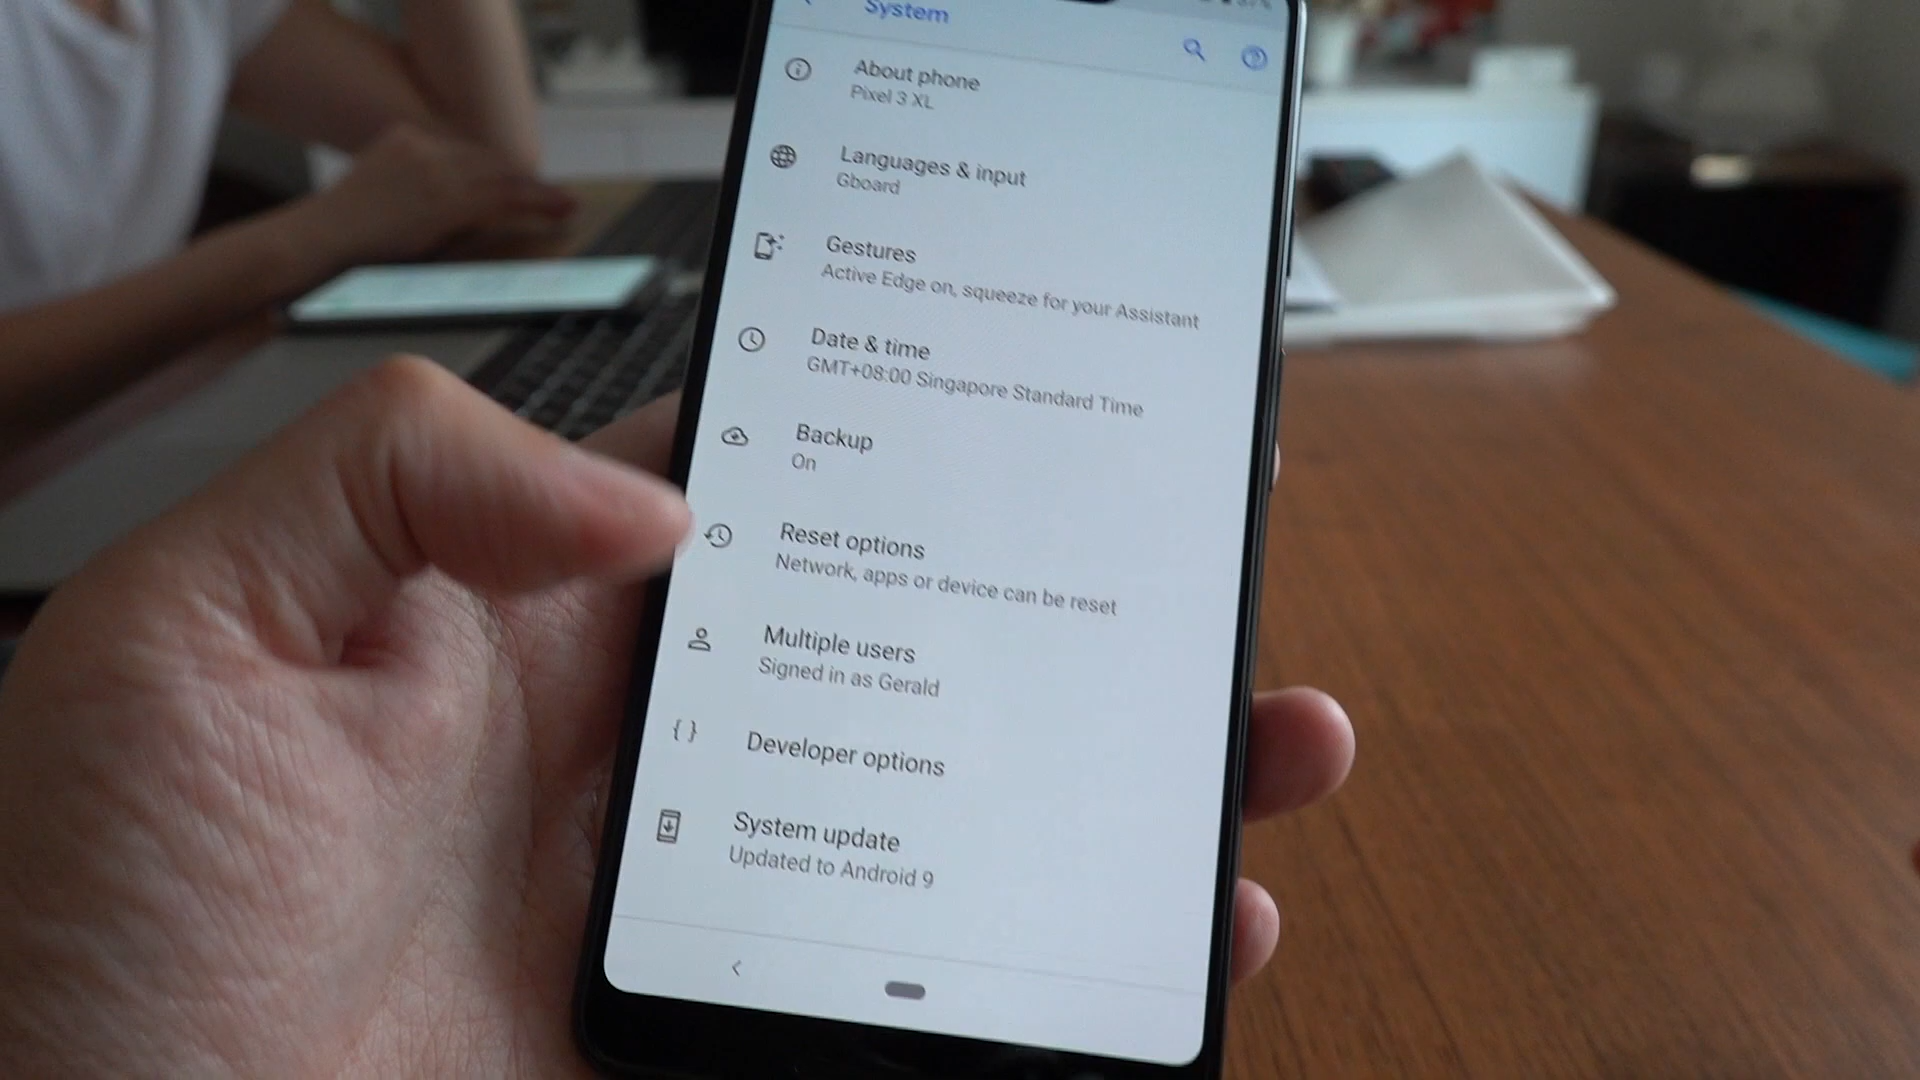 System
About phone
Pixel 3 XL
Languages & input
Gboard
Gestures
Active Edge on, squeeze for your Assistant
Date & time
GMT+08:00 Singapore Standard Time
Backup
On
Reset options
Network, apps or device can be reset
Multiple users
Signed in as Gerald
{ }
Developer options
System update
Updated to Android 9